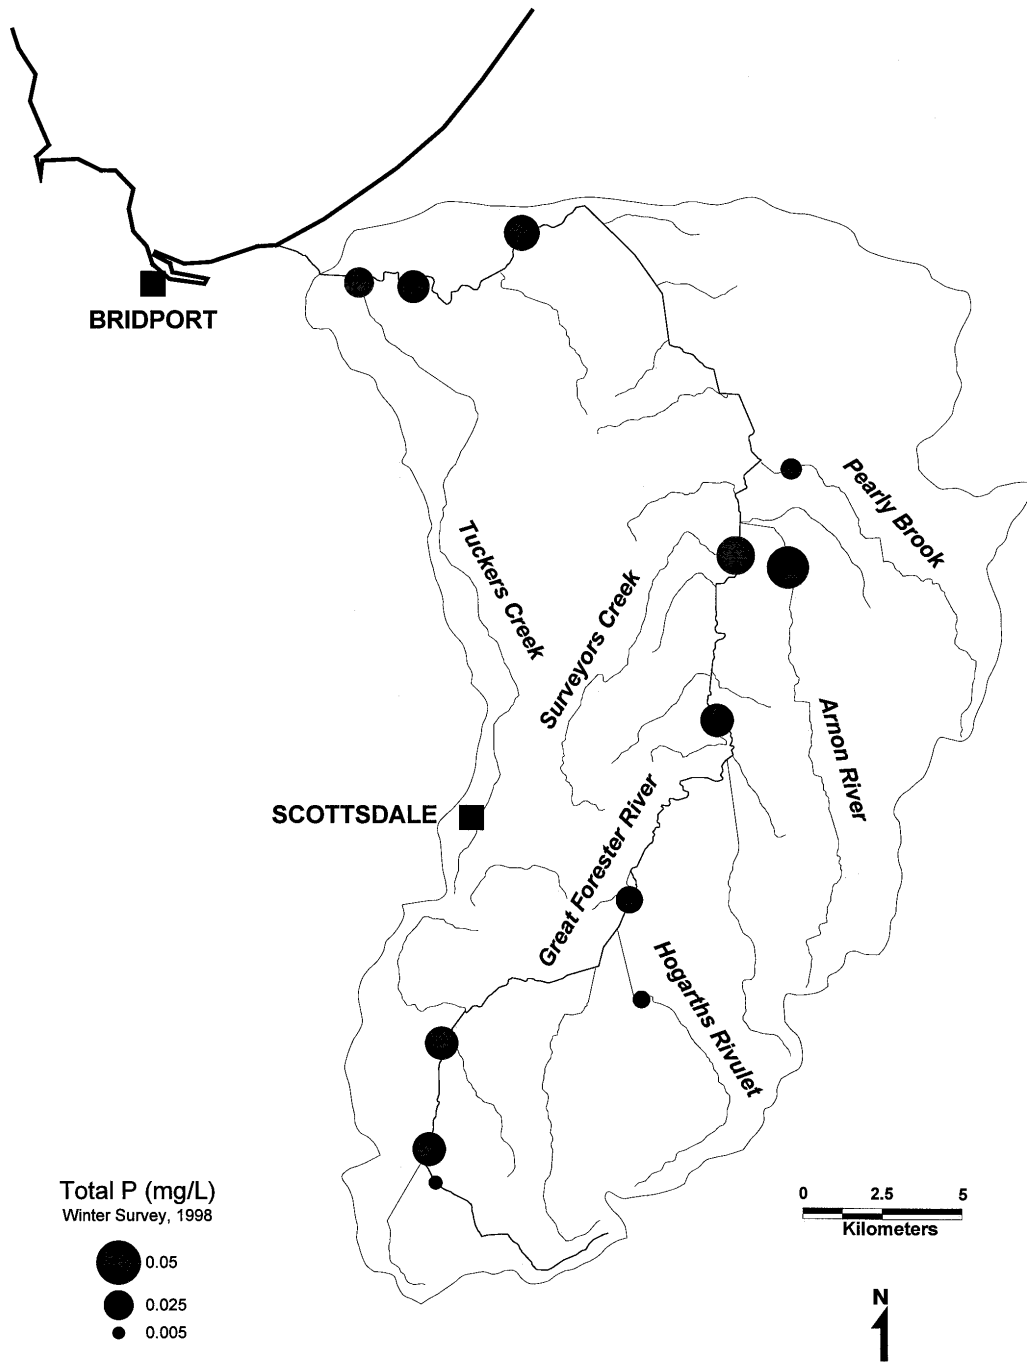 BRIDPORT
Pearly Brook
Tuckers Creek
Surveyors Creek
Arnon River
SCOTTSDALE
Great Forester River
Hogarths Rivulet
Total P (mg/L)
Winter Survey, 1998
0.05
0.025
0.005
0 2.5 5
Kilometers
N